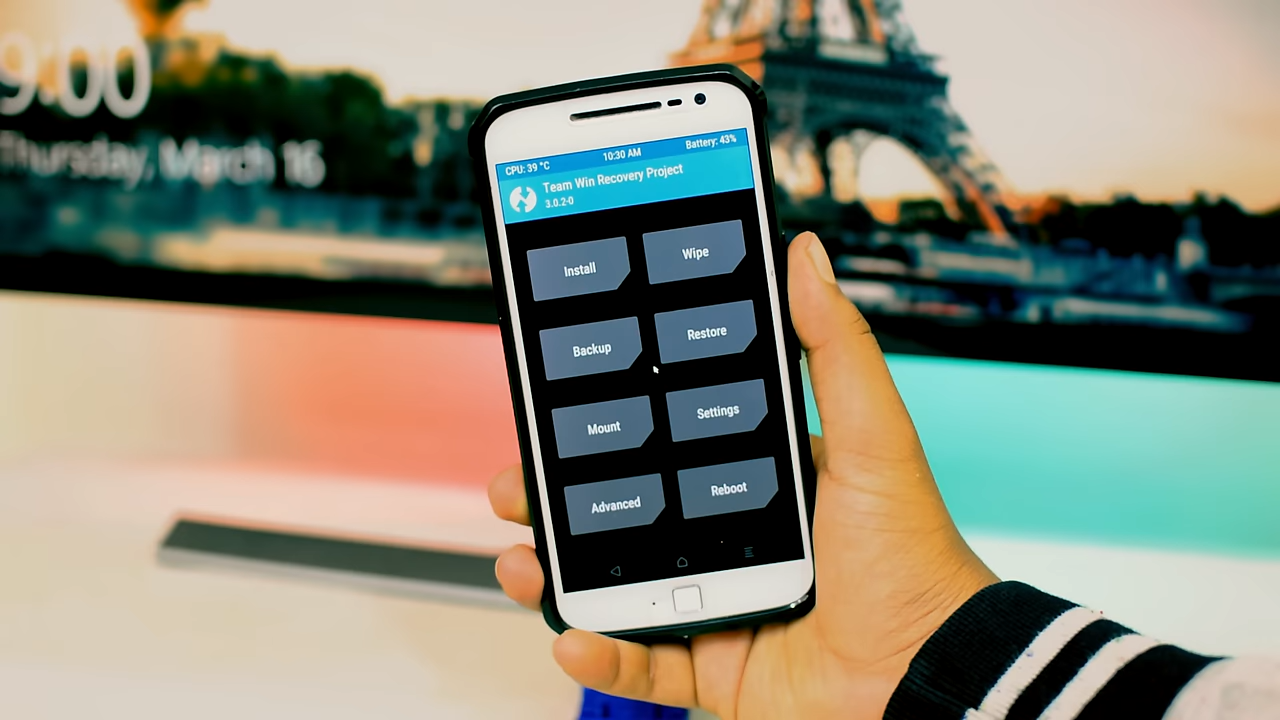 9:00
Thursday, March 16
CPU: 39 °C 10:30 AM Battery: 43%
Team Win Recovery Project
3.0.2-0
Install Wipe
Backup Restore
Mount Settings
Advanced Reboot